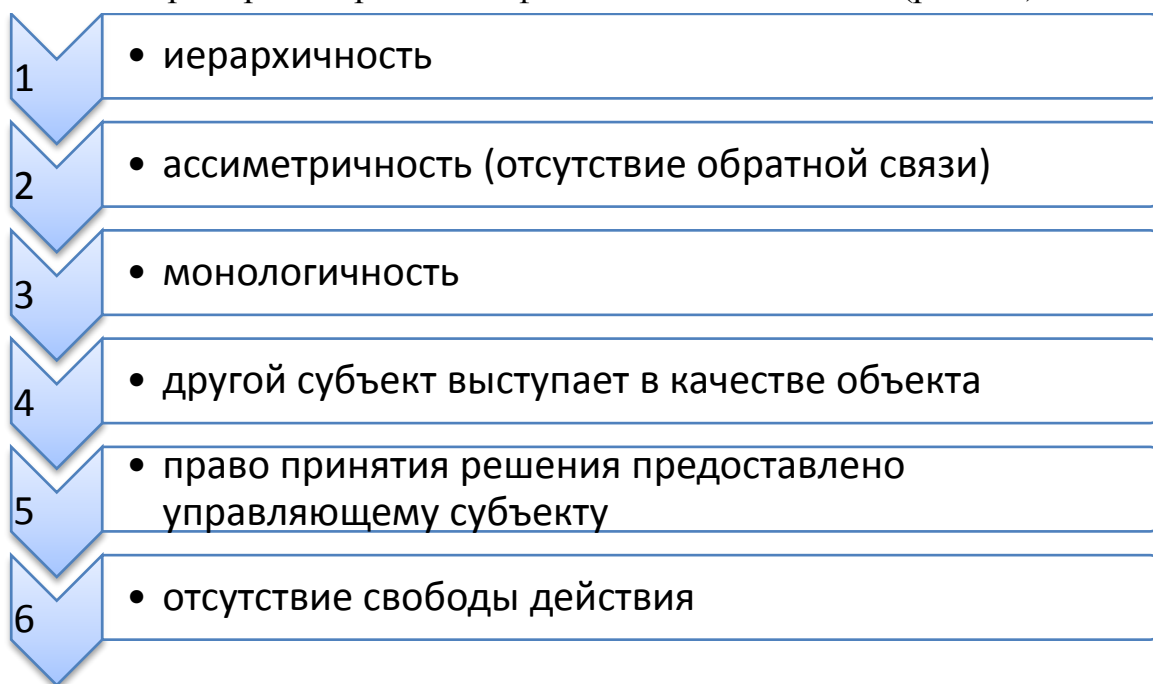 1
• иерархичность
2
• ассиметричность (отсутствие обратной связи)
3
• монологичность
4
• другой субъект выступает в качестве объекта
5
• право принятия решения предоставлено
управляющему субъекту
6
• отсутствие свободы действия